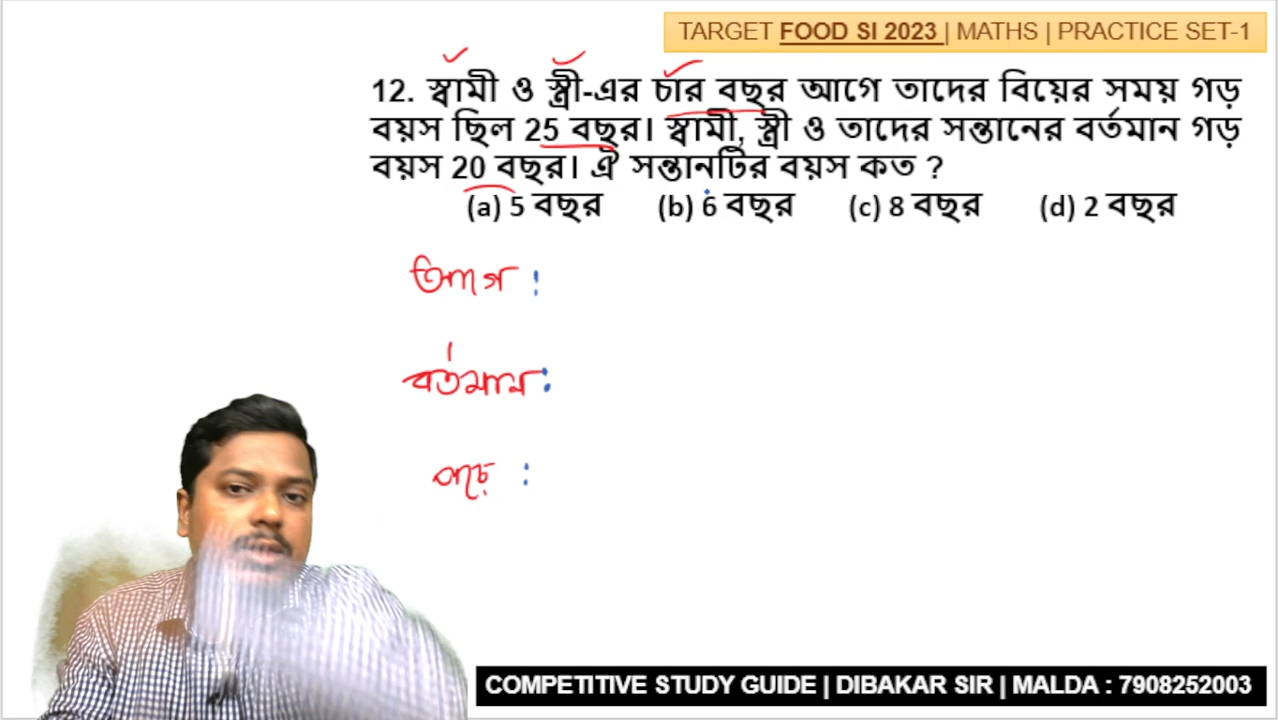 TARGET FOOD SI 2023 | MATHS | PRACTICE SET-1
12. স্বামী ও স্ত্রী-এর চার বছর আগে তাদের বিয়ের সময় গড়
বয়স ছিল 25 বছর। স্বামী, স্ত্রী ও তাদের সন্তানের বর্তমান গড়
বয়স 20 বছর। ঐ সন্তানটির বয়স কত ?
(a) 5 বছর (b) 6 বছর (c) 8 বছর (d) 2 বছর
আগে :
বর্তমান :
পরে :
COMPETITIVE STUDY GUIDE | DIBAKAR SIR | MALDA : 7908252003